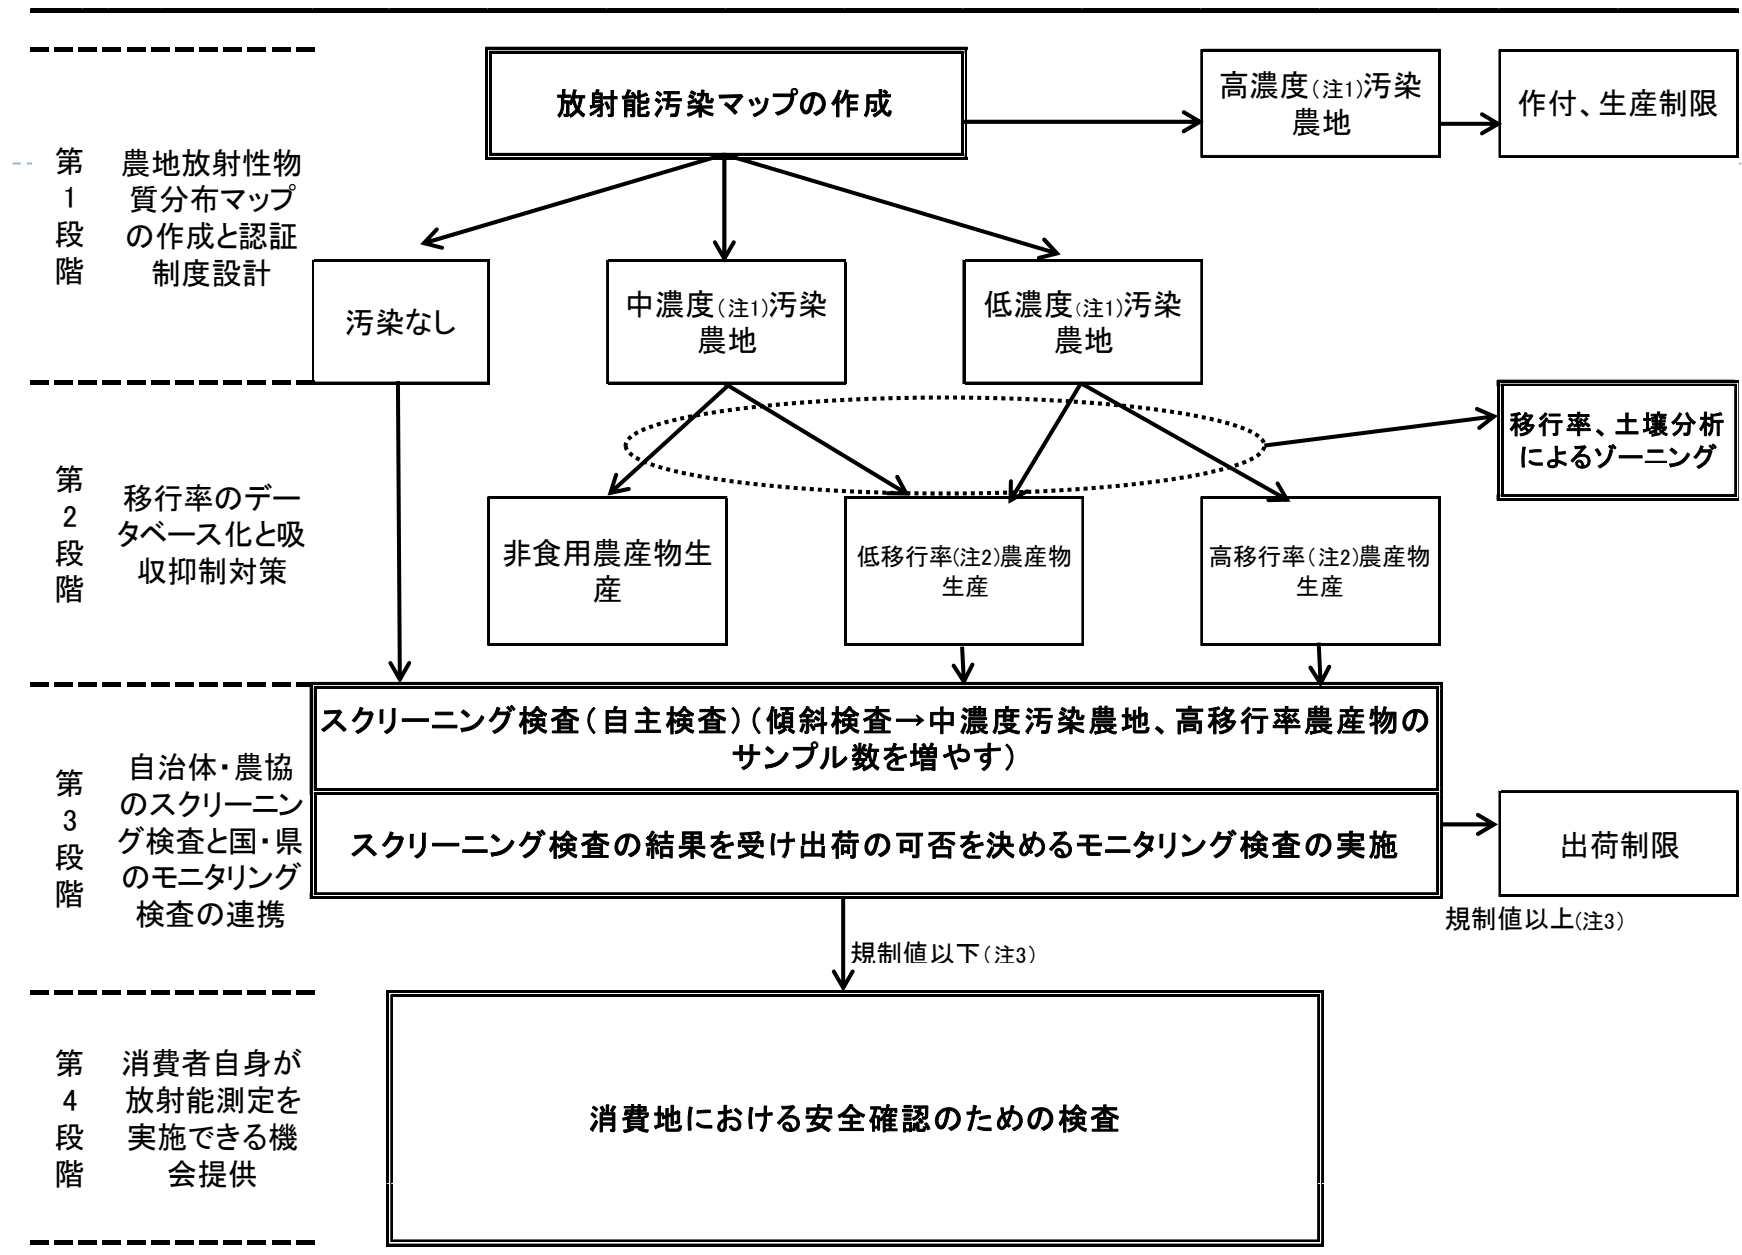 放射能汚染マップの作成
高濃度(注1)汚染
農地
作付、生産制限
第
1
段
階
農地放射性物
質分布マップ
の作成と認証
制度設計
汚染なし
中濃度(注1)汚染
農地
低濃度(注1)汚染
農地
移行率、土壌分析
によるゾーニング
第
2
段
階
移行率のデー
タベース化と吸
収抑制対策
非食用農産物生
産
低移行率(注2)農産物
生産
高移行率(注2)農産物
生産
スクリーニング検査(自主検査)(傾斜検査→中濃度汚染農地、高移行率農産物の
サンプル数を増やす)
第
3
段
階
自治体・農協
のスクリーニン
グ検査と国・県
のモニタリング
検査の連携
スクリーニング検査の結果を受け出荷の可否を決めるモニタリング検査の実施
出荷制限
規制値以上(注3)
規制値以下(注3)
第
4
段
階
消費者自身が
放射能測定を
実施できる機
会提供
消費地における安全確認のための検査